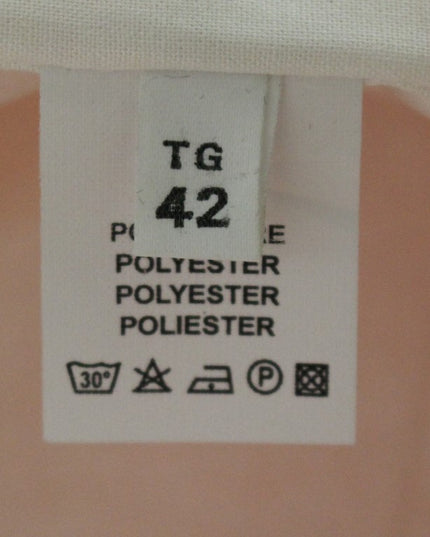 TG
42
POLYESTER
POLYESTER
POLIESTER
30° P